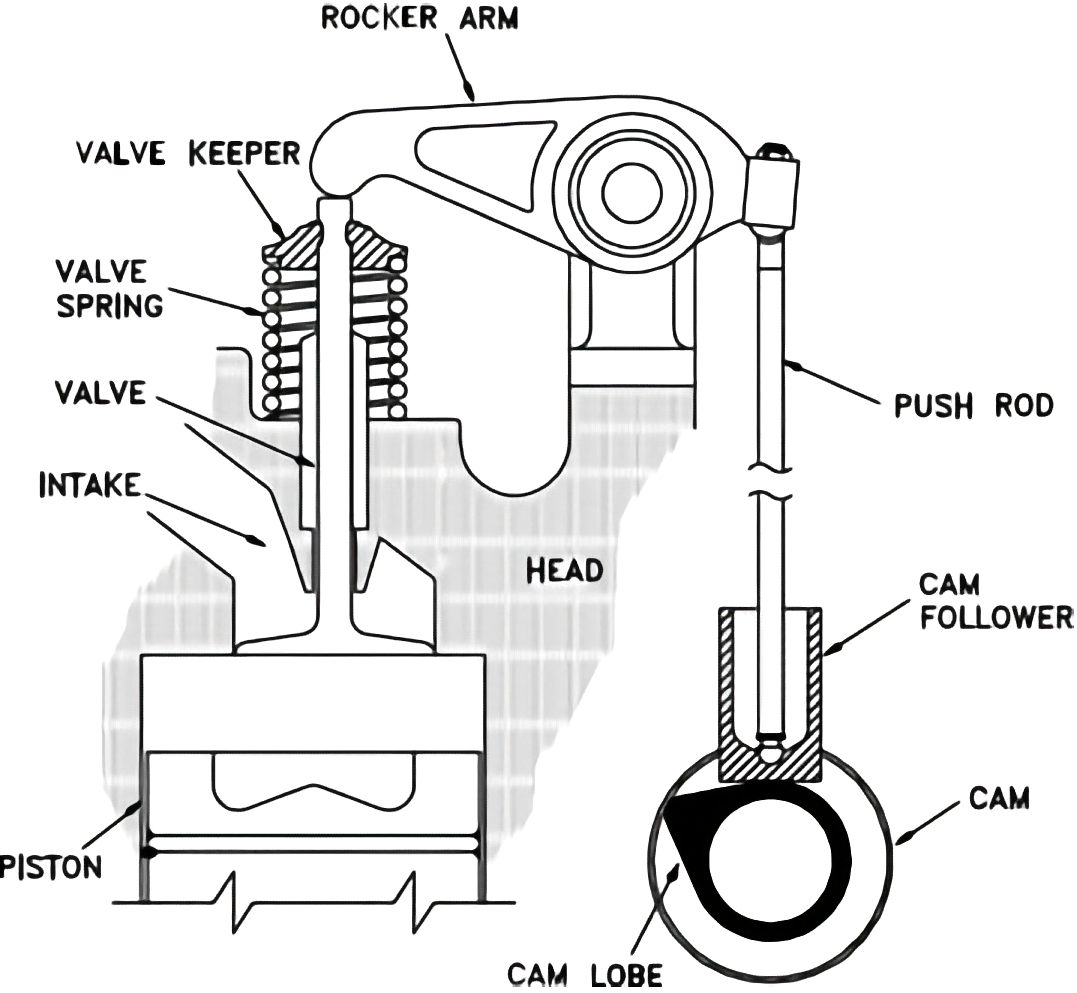 ROCKER ARM
VALVE KEEPER
VALVE
SPRING
VALVE
INTAKE
PUSH ROD
HEAD
CAM
FOLLOWER
CAM
PISTON
CAM LOBE